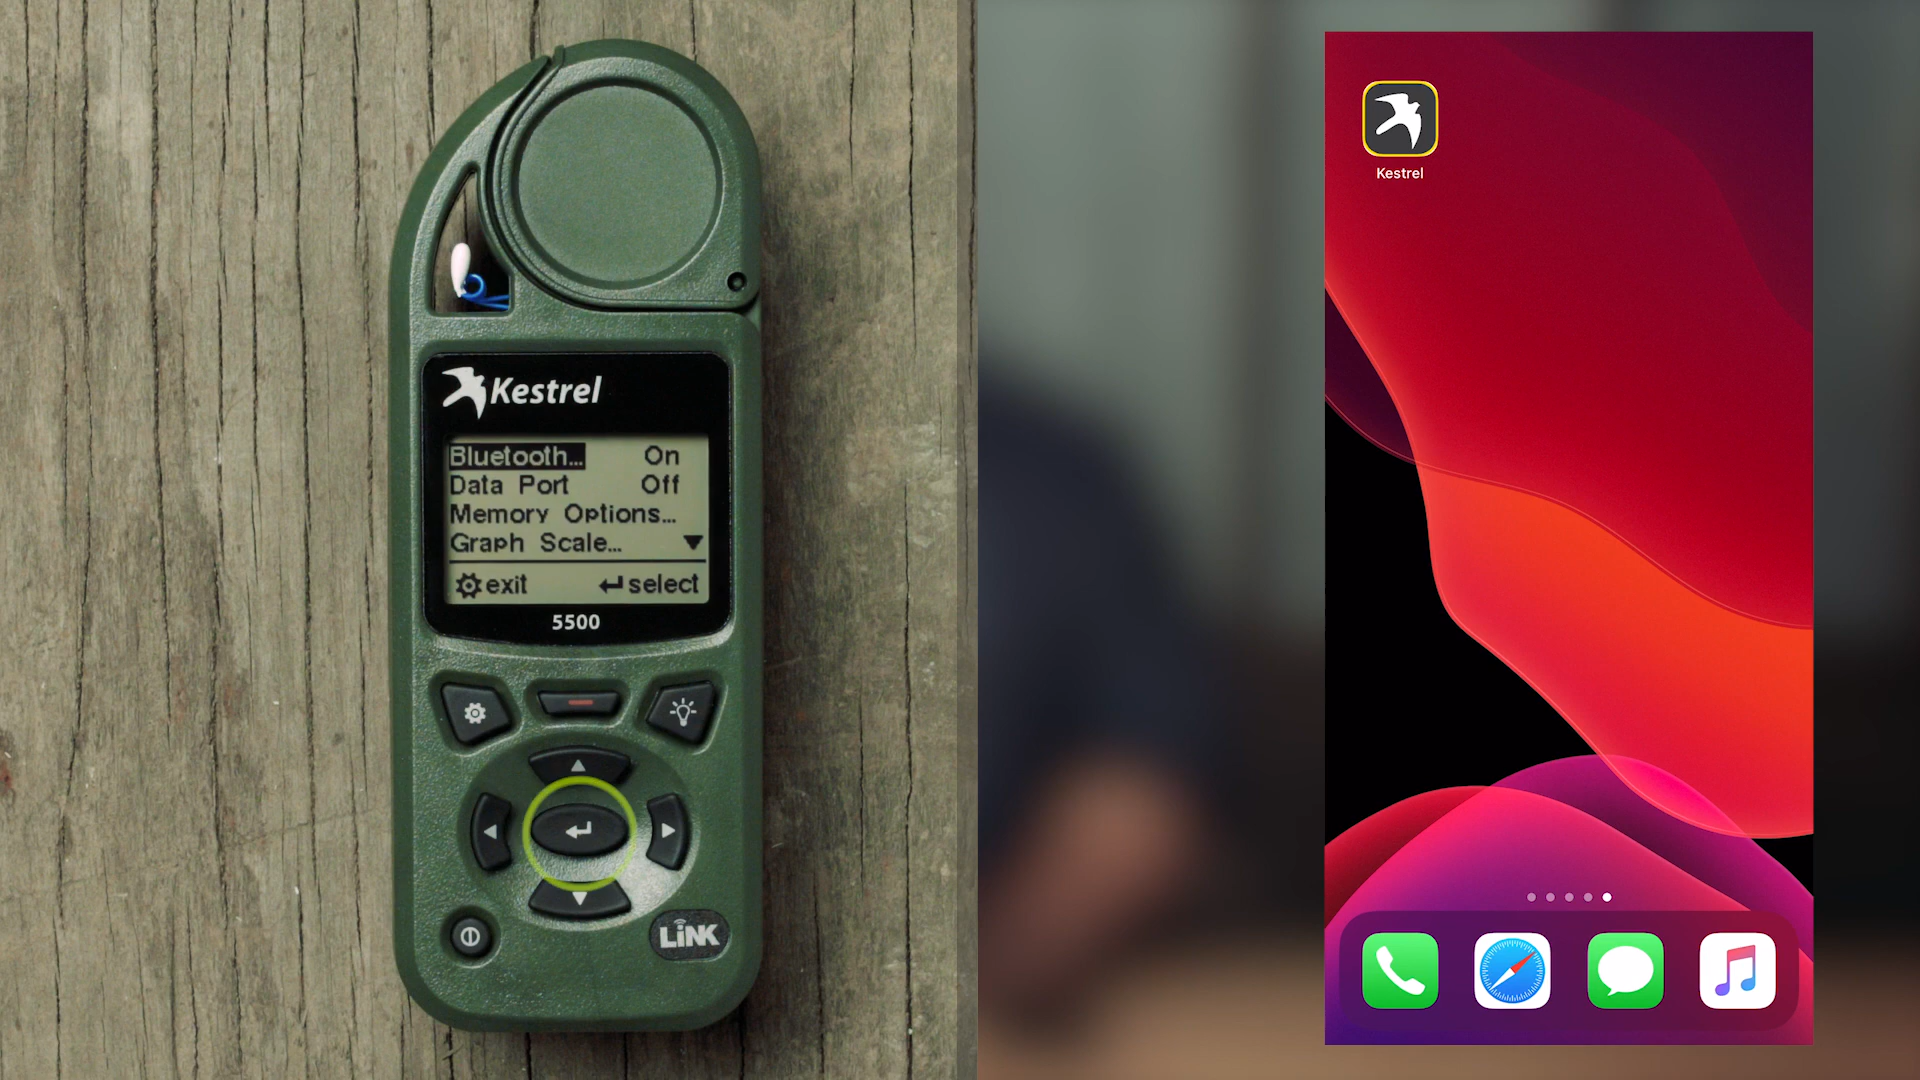 Kestrel
Bluetooth... On
Data Port Off
Memory Options...
Graph Scale...
exit select
5500
LiNK
Kestrel